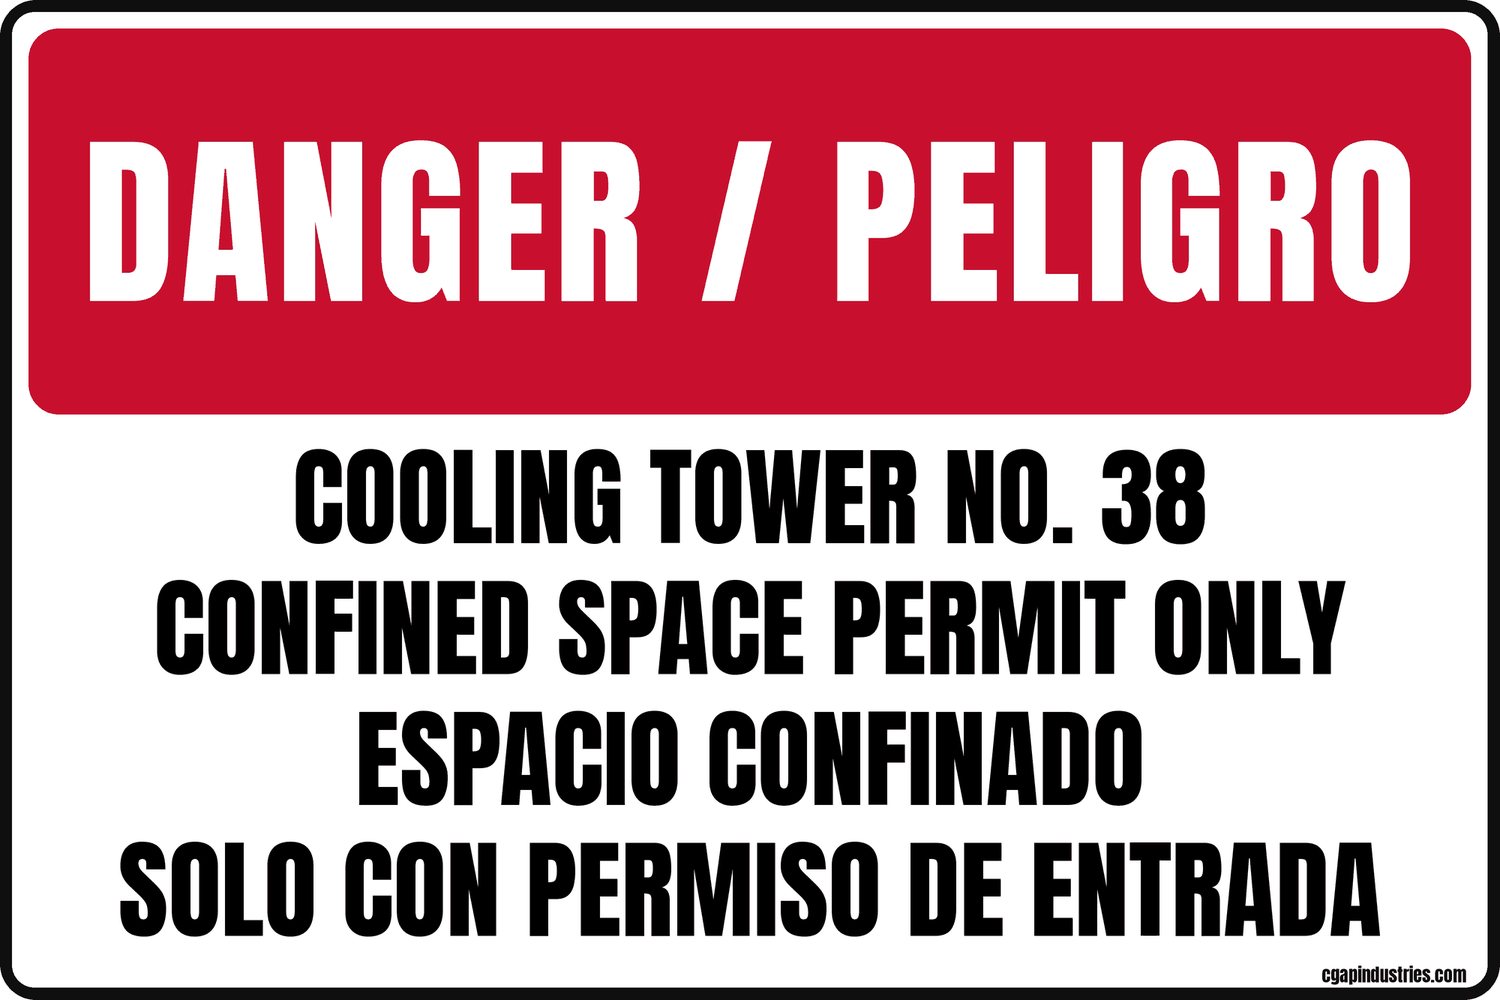 DANGER / PELIGRO
COOLING TOWER NO. 38
CONFINED SPACE PERMIT ONLY
ESPACIO CONFINADO
SOLO CON PERMISO DE ENTRADA
cgapindustries.com